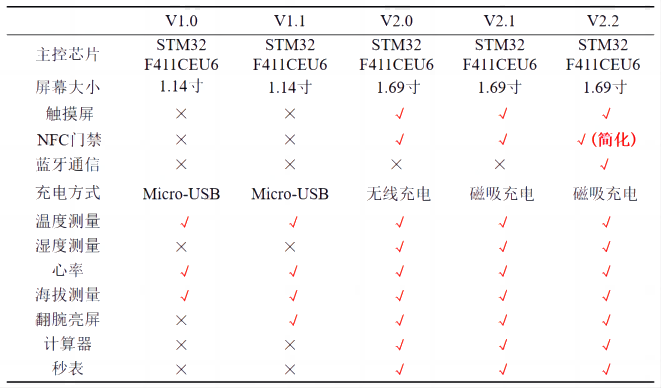 V1.0 V1.1 V2.0 V2.1 V2.2
主控芯片 STM32 F411CEU6 STM32 F411CEU6 STM32 F411CEU6 STM32 F411CEU6 STM32 F411CEU6
屏幕大小 1.14寸 1.14寸 1.69寸 1.69寸 1.69寸
触摸屏 × × √ √ √
NFC门禁 × × √ √ √(简化)
蓝牙通信 × × × × √
充电方式 Micro-USB Micro-USB 无线充电 磁吸充电 磁吸充电
温度测量 √ √ √ √ √
湿度测量 × × √ √ √
心率 √ √ √ √ √
海拔测量 √ √ √ √ √
翻腕亮屏 × √ √ √ √
计算器 × × √ √ √
秒表 × × √ √ √